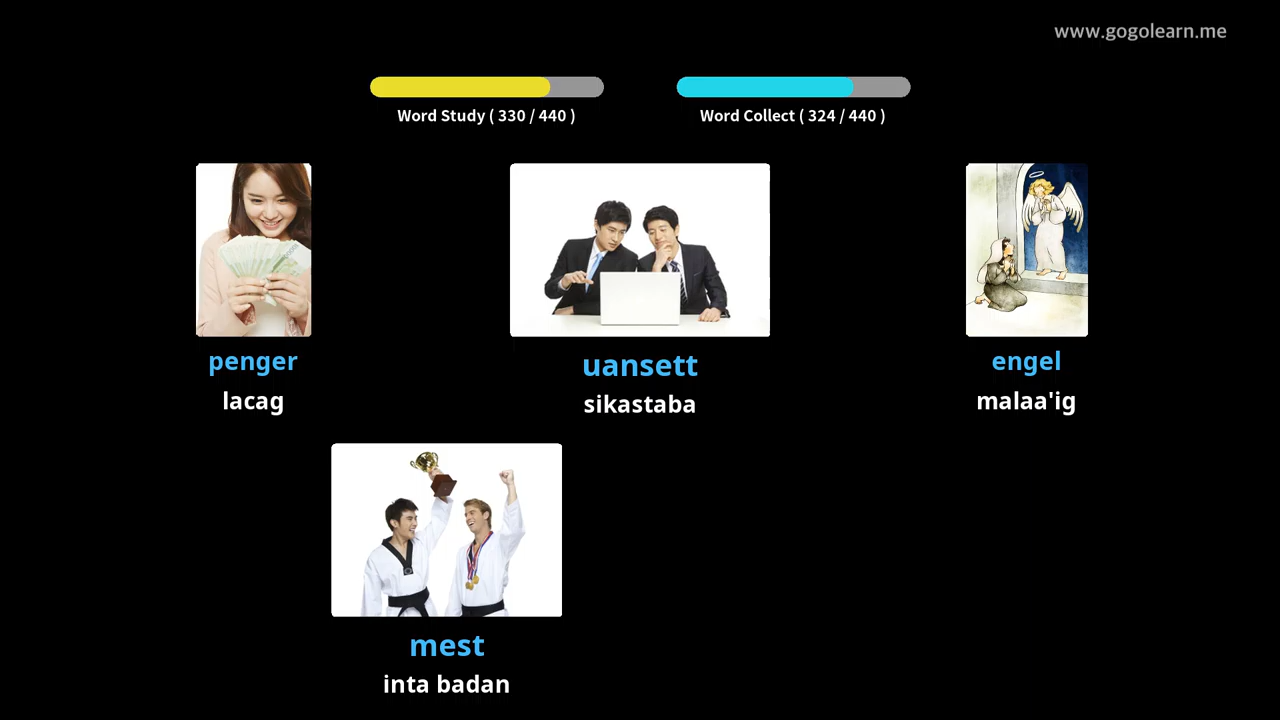 www.gogolearn.me
Word Study ( 330 / 440 )
Word Collect ( 324 / 440 )
penger
lacag
uansett
sikastaba
engel
malaa'ig
mest
inta badan